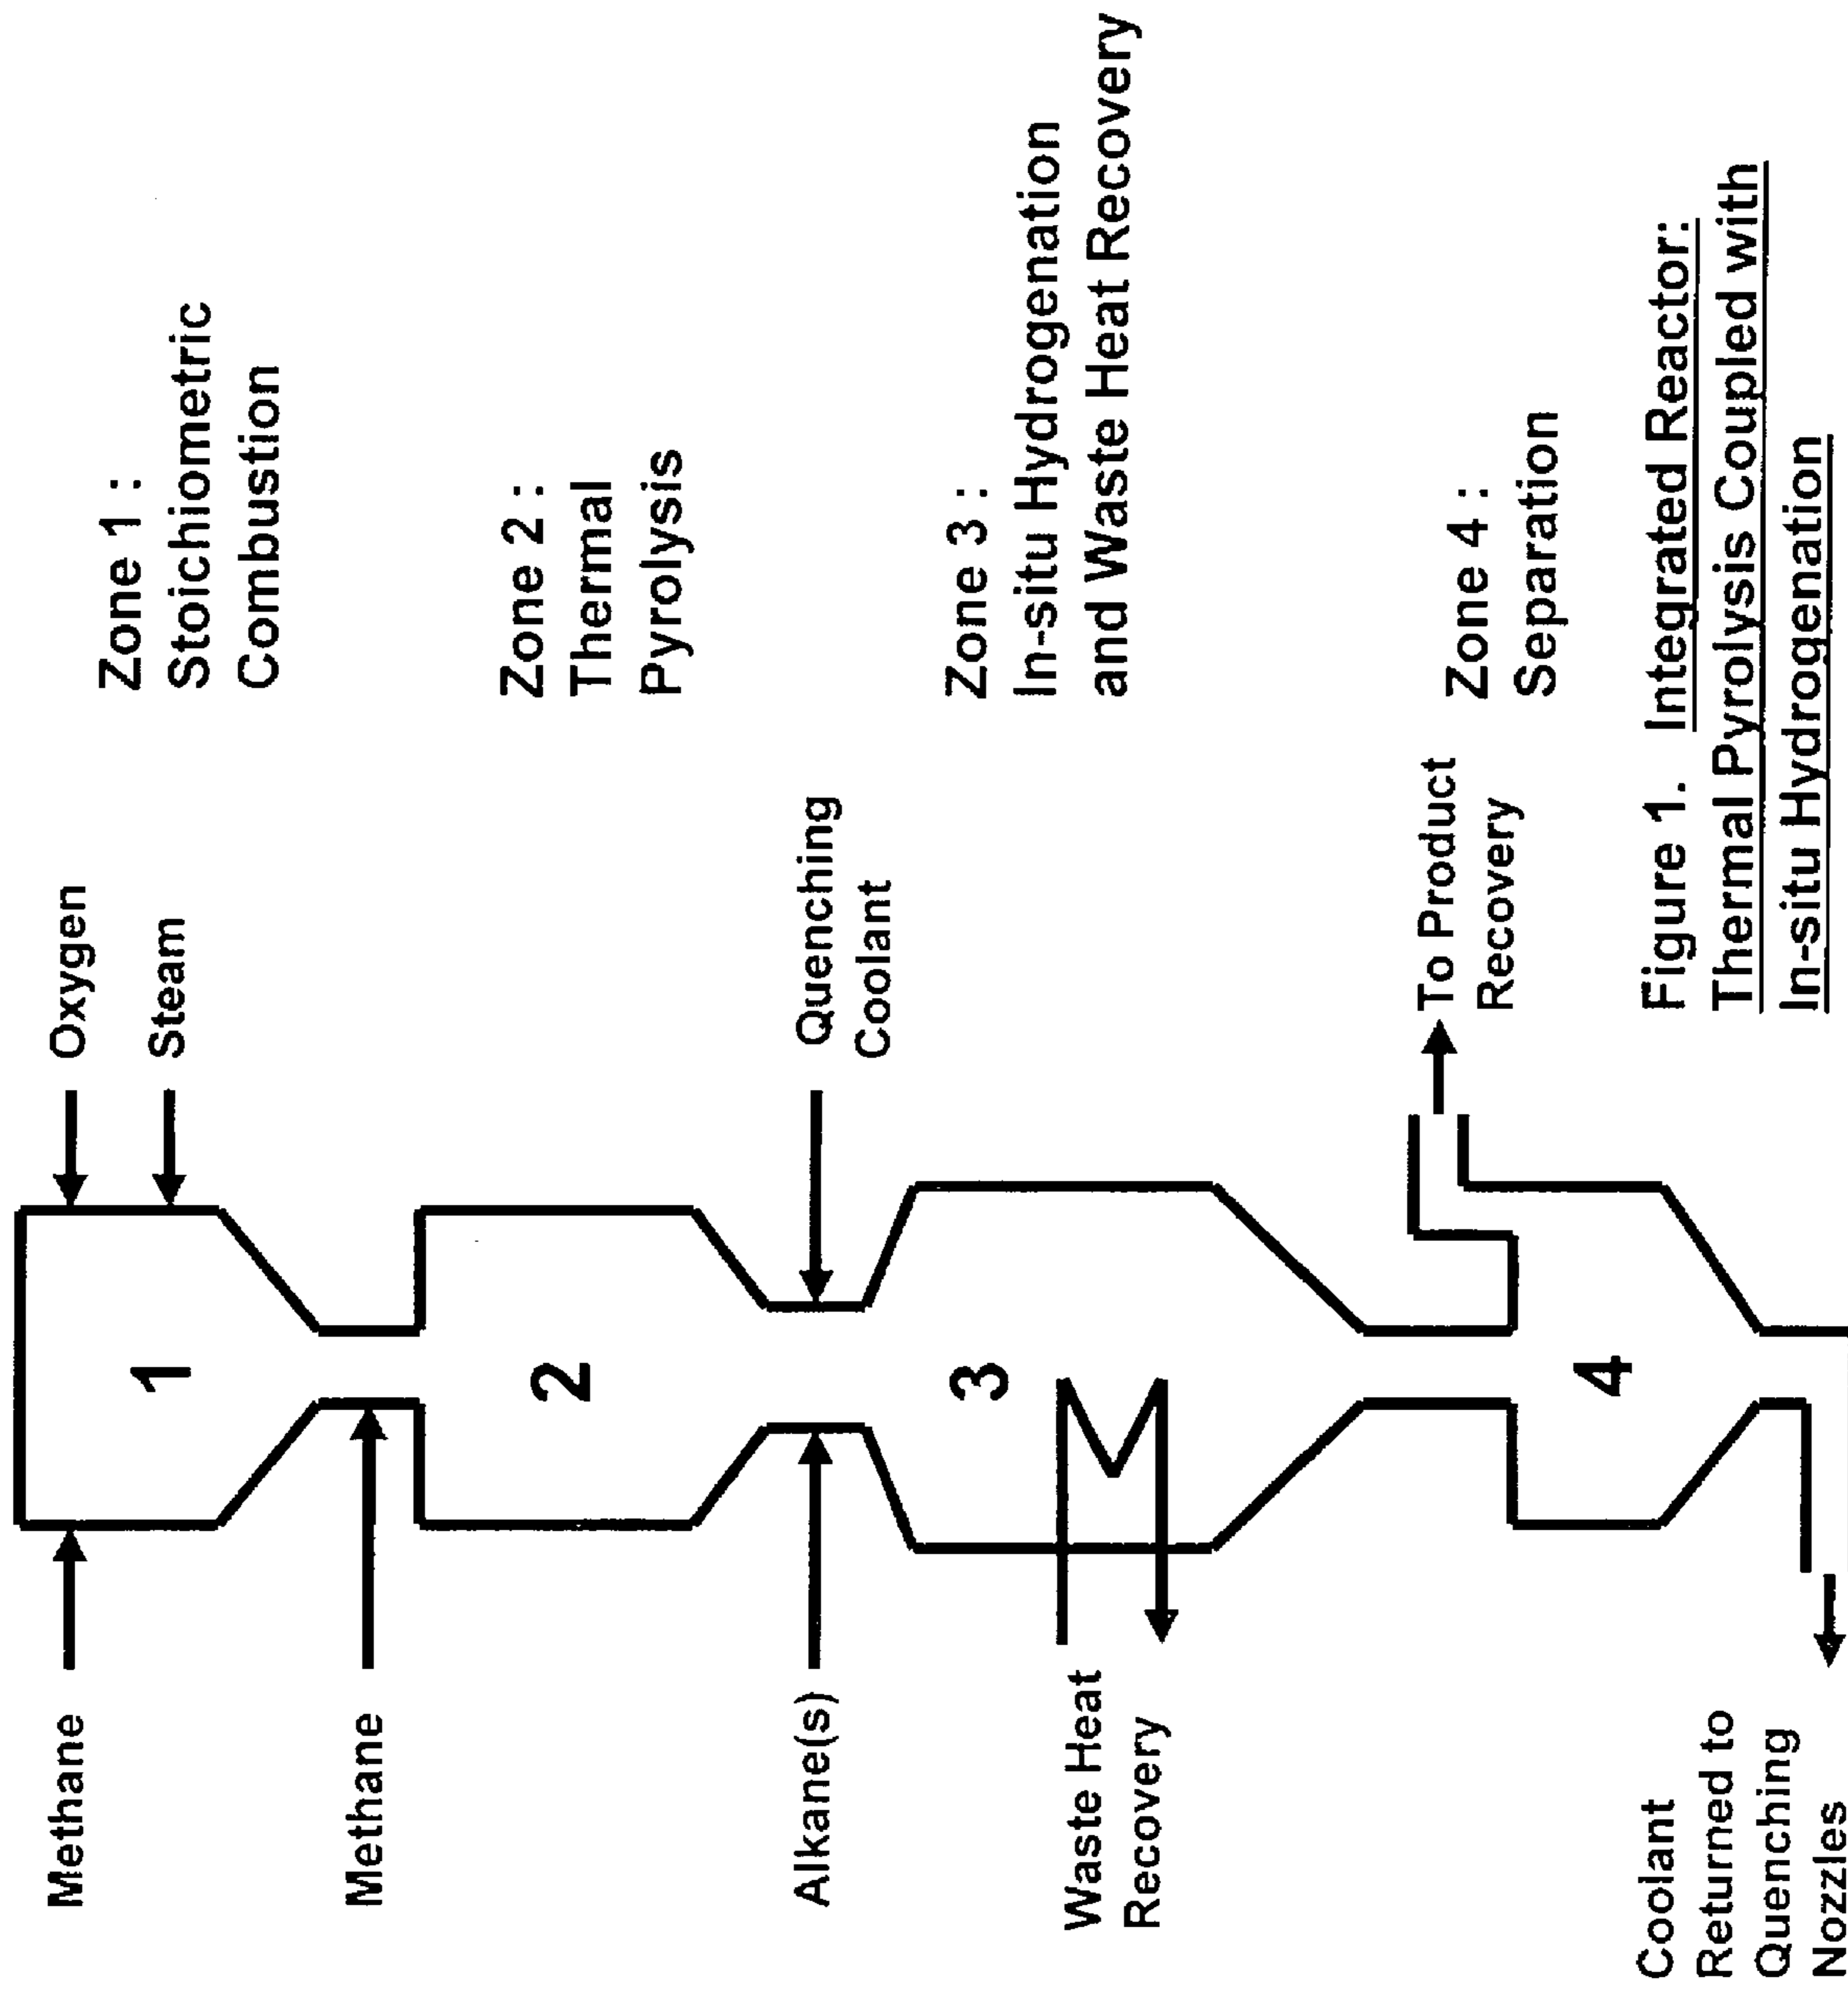 Methane
Oxygen
Steam
1
Zone 1 :
Stoichiometric
Combustion
Methane
2
Zone 2 :
Thermal
Pyrolysis
Alkane(s)
Quenching
Coolant
3
Zone 3 :
In-situ Hydrogenation
and Waste Heat Recovery
Waste Heat
Recovery
To Product
Recovery
4
Zone 4 :
Separation
Coolant
Returned to
Quenching
Nozzles
Figure 1. Integrated Reactor:
Thermal Pyrolysis Coupled with
In-situ Hydrogenation